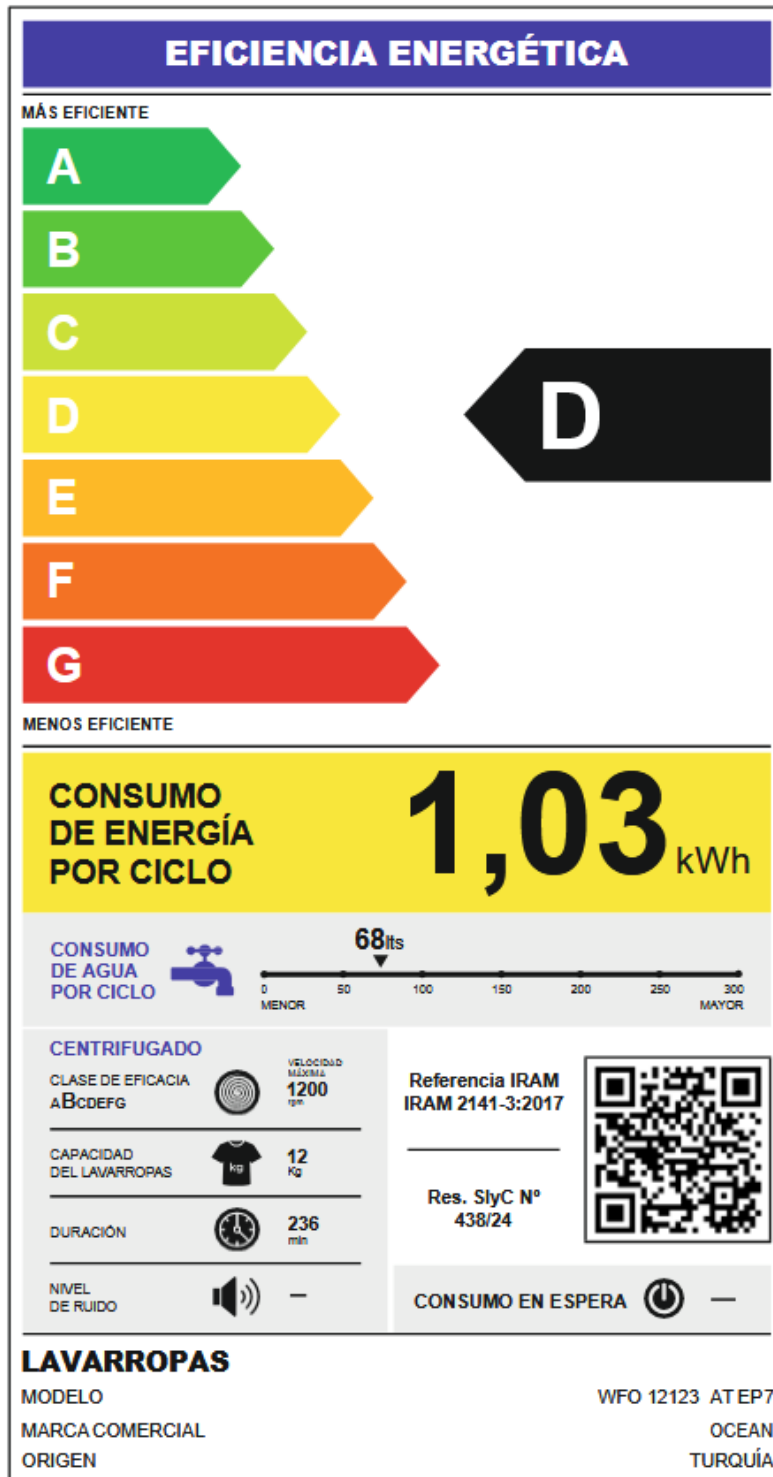 EFICIENCIA ENERGÉTICA
MÁS EFICIENTE
A
B
C
D
D
E
F
G
MENOS EFICIENTE
CONSUMO
DE ENERGÍA
POR CICLO
1,03 kWh
CONSUMO
DE AGUA
POR CICLO
68lts
0 50 100 150 200 250 300
MENOR MAYOR
CENTRIFUGADO
CLASE DE EFICACIA
ABCDEFG
VELOCIDAD
MÁXIMA
1200
rpm
CAPACIDAD
DEL LAVARROPAS
kg
12
Kg
DURACIÓN
236
min
NIVEL
DE RUIDO
–
Referencia IRAM
IRAM 2141-3:2017
Res. SIyC Nº
438/24
CONSUMO EN ESPERA —
LAVARROPAS
MODELO WFO 12123 AT EP7
MARCA COMERCIAL OCEAN
ORIGEN TURQUÍA